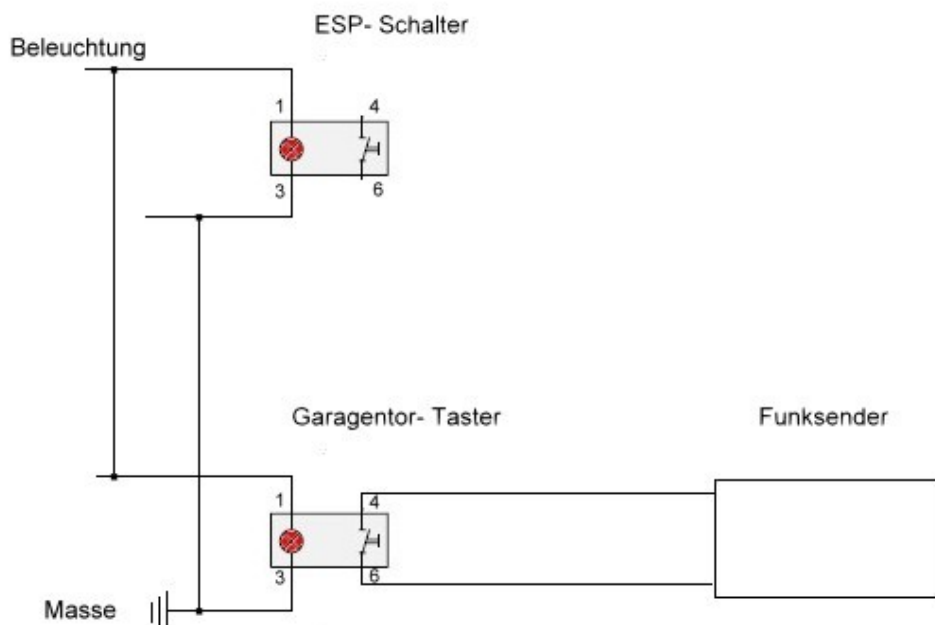 ESP- Schalter
Beleuchtung
1 4
3 6
Garagentor- Taster Funksender
1 4
3 6
Masse